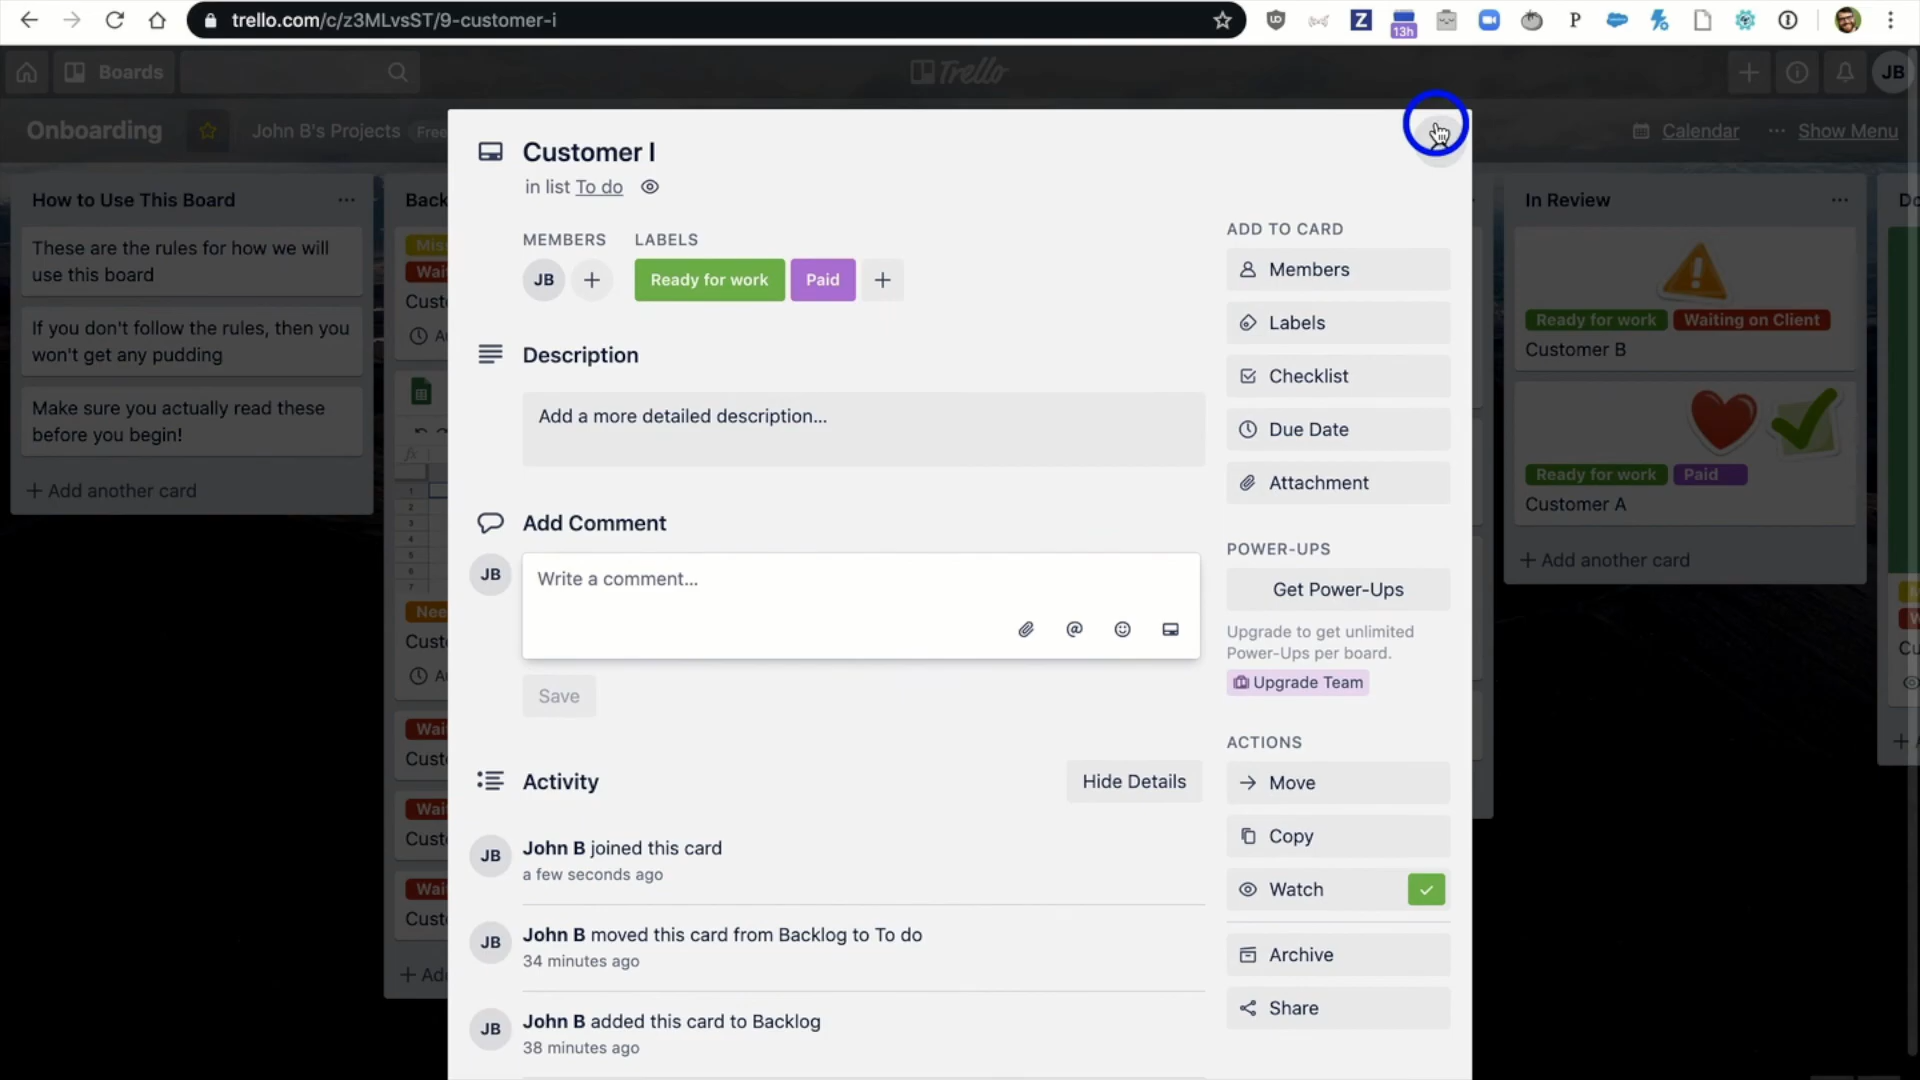 trello.com/c/z3MLvsST/9-customer-i
13h
Boards
Trello
JB
Onboarding
John B's Projects
Free
Calendar
Show Menu
How to Use This Board
These are the rules for how we will
use this board
If you don't follow the rules, then you
won't get any pudding
Make sure you actually read these
before you begin!
+ Add another card
Customer I
in list To do
MEMBERS
LABELS
JB
Ready for work
Paid
Description
Add a more detailed description...
Add Comment
JB
Write a comment...
Save
Activity
Hide Details
JB
John B joined this card
a few seconds ago
JB
John B moved this card from Backlog to To do
34 minutes ago
JB
John B added this card to Backlog
38 minutes ago
ADD TO CARD
Members
Labels
Checklist
Due Date
Attachment
POWER-UPS
Get Power-Ups
Upgrade to get unlimited
Power-Ups per board.
Upgrade Team
ACTIONS
Move
Copy
Watch
Archive
Share
In Review
Ready for work
Waiting on Client
Customer B
Ready for work
Paid
Customer A
+ Add another card